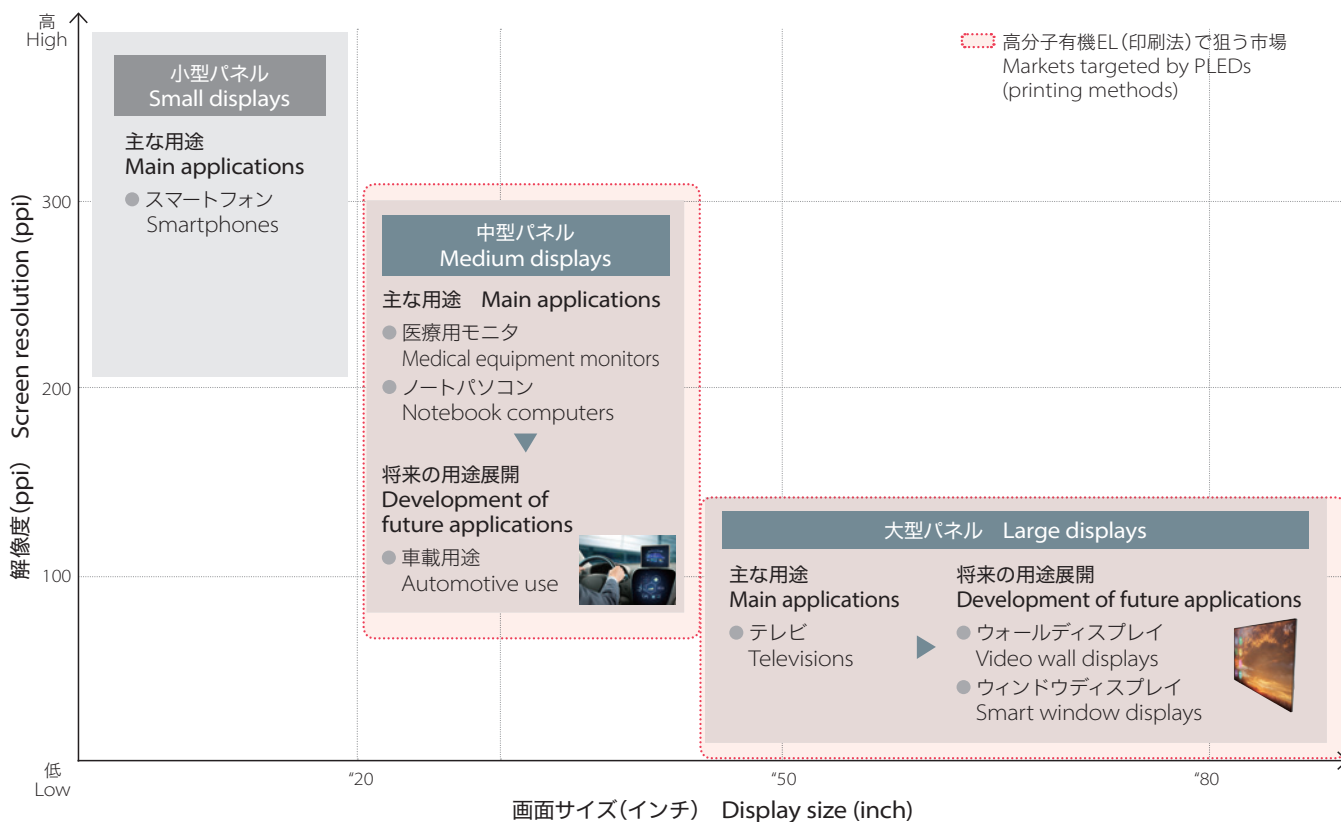 高
High
高分子有機EL(印刷法)で狙う市場
Markets targeted by PLEDs
(printing methods)
小型パネル
Small displays
主な用途
Main applications
● スマートフォン
Smartphones
300
中型パネル
Medium displays
主な用途 Main applications
● 医療用モニタ
Medical equipment monitors
● ノートパソコン
Notebook computers
将来の用途展開
Development of
future applications
● 車載用途
Automotive use
200
解像度(ppi) Screen resolution (ppi)
大型パネル Large displays
主な用途
Main applications
● テレビ
Televisions
将来の用途展開
Development of future applications
● ウォールディスプレイ
Video wall displays
● ウィンドウディスプレイ
Smart window displays
100
低
Low
“20
“50
“80
画面サイズ(インチ) Display size (inch)